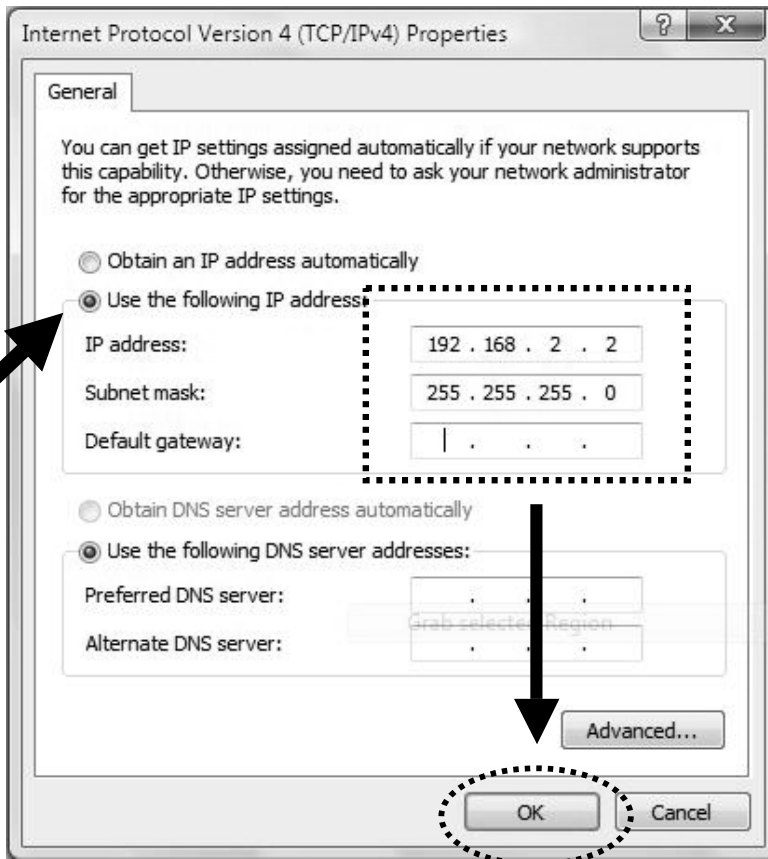 Internet Protocol Version 4 (TCP/IPv4) Properties
?
X
General
You can get IP settings assigned automatically if your network supports
this capability. Otherwise, you need to ask your network administrator
for the appropriate IP settings.
Obtain an IP address automatically
Use the following IP address:
IP address: 192 . 168 . 2 . 2
Subnet mask: 255 . 255 . 255 . 0
Default gateway: . . .
Obtain DNS server address automatically
Use the following DNS server addresses:
Preferred DNS server: . . .
Grab selected Region
Alternate DNS server: . . .
Advanced...
OK Cancel